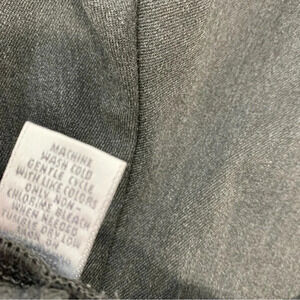 MACHINE
WASH COLD
GENTLE CYCLE
WITH LIKE COLORS
ONLY NON-
CHLORINE BLEACH
WHEN NEEDED
TUMBLE DRY LOW